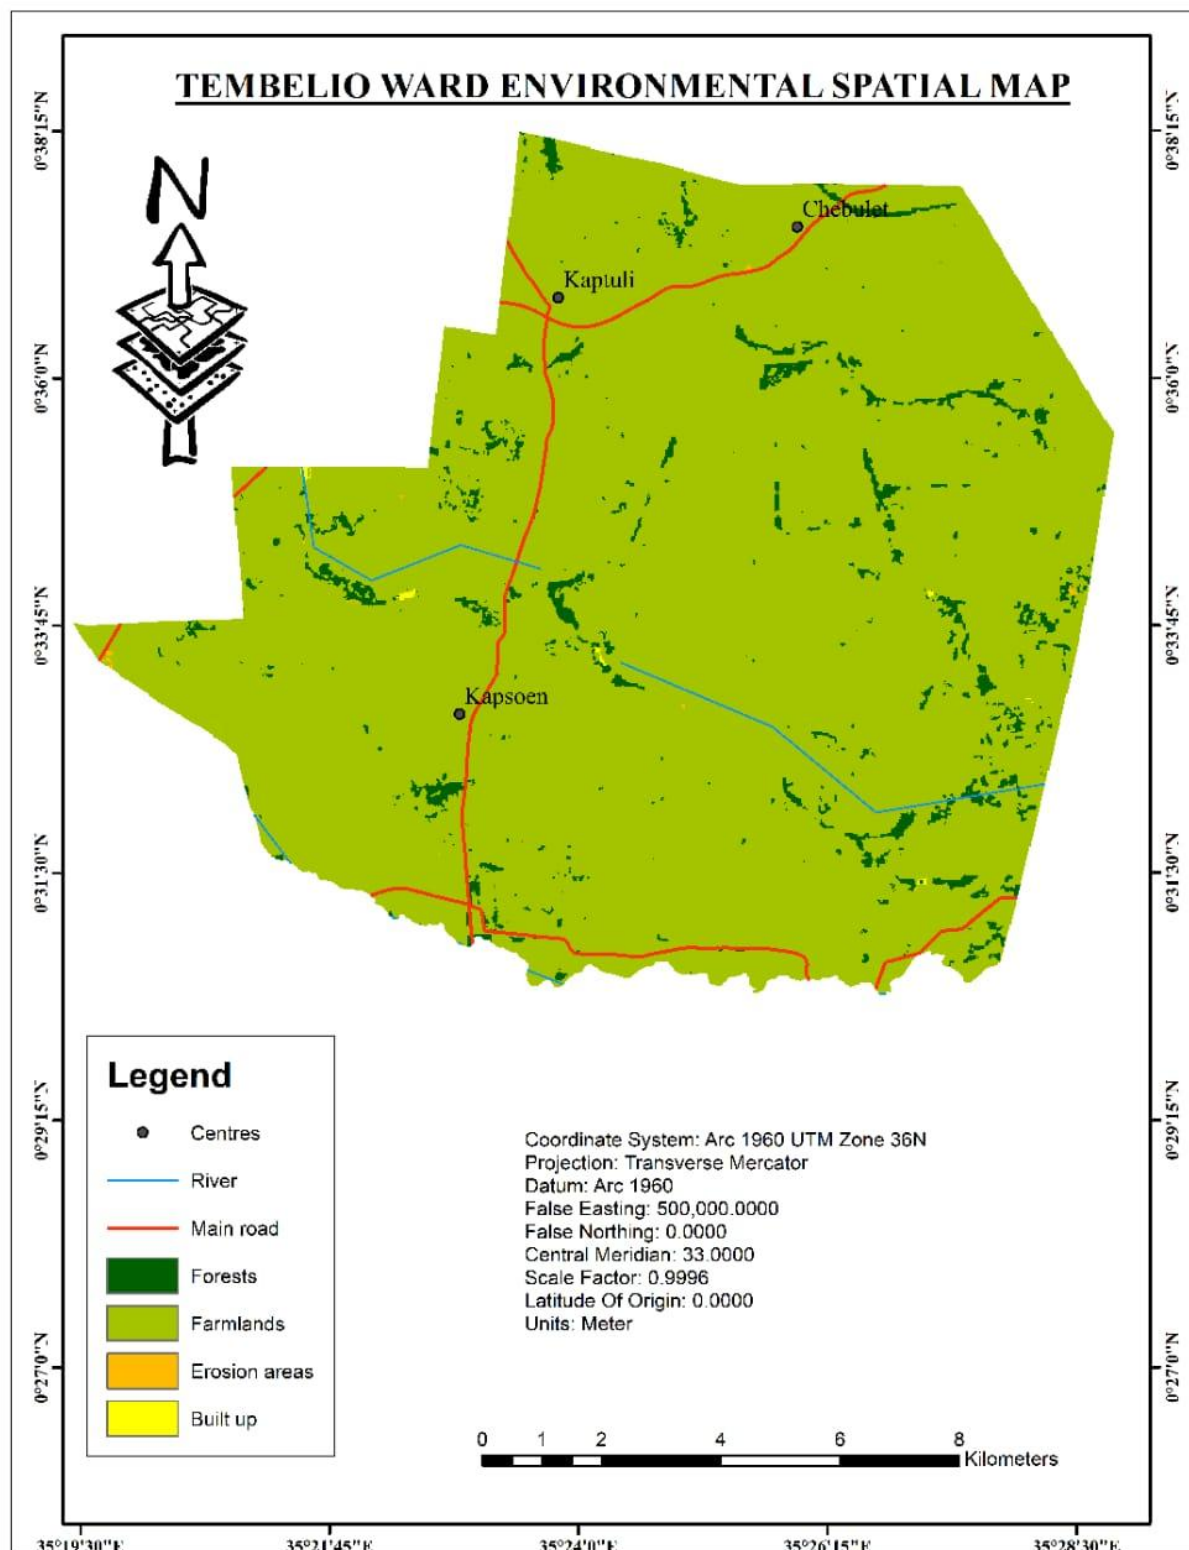 TEMBELIO WARD ENVIRONMENTAL SPATIAL MAP
0°38'15"N
0°38'15"N
N
Chebulet
Kaptuli
0°36'0"N
0°36'0"N
0°33'45"N
0°33'45"N
Kapsoen
0°31'30"N
0°31'30"N
Legend
Centres
River
Main road
Forests
Farmlands
Erosion areas
Built up
0°29'15"N
0°29'15"N
Coordinate System: Arc 1960 UTM Zone 36N
Projection: Transverse Mercator
Datum: Arc 1960
False Easting: 500,000.0000
False Northing: 0.0000
Central Meridian: 33.0000
Scale Factor: 0.9996
Latitude Of Origin: 0.0000
Units: Meter
0°27'0"N
0°27'0"N
0 1 2 4 6 8
Kilometers
35°19'30"E 35°21'45"E 35°24'0"E 35°26'15"E 35°28'30"E